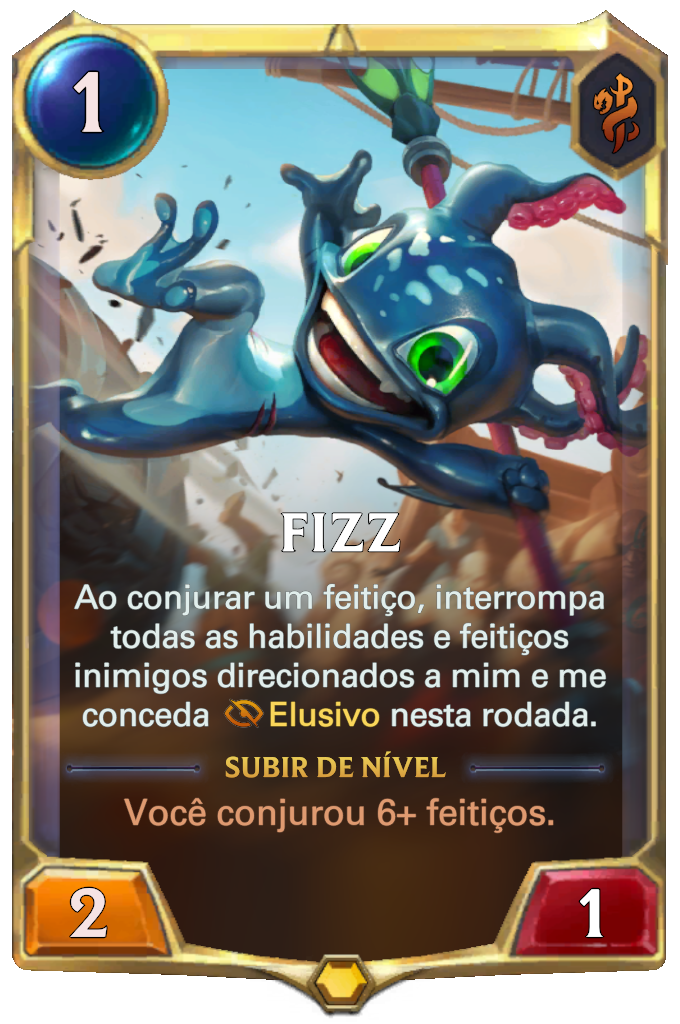 1
FIZZ
Ao conjurar um feitiço, interrompa
todas as habilidades e feitiços
inimigos direcionados a mim e me
conceda Elusivo nesta rodada.
SUBIR DE NÍVEL
Você conjurou 6+ feitiços.
2
1